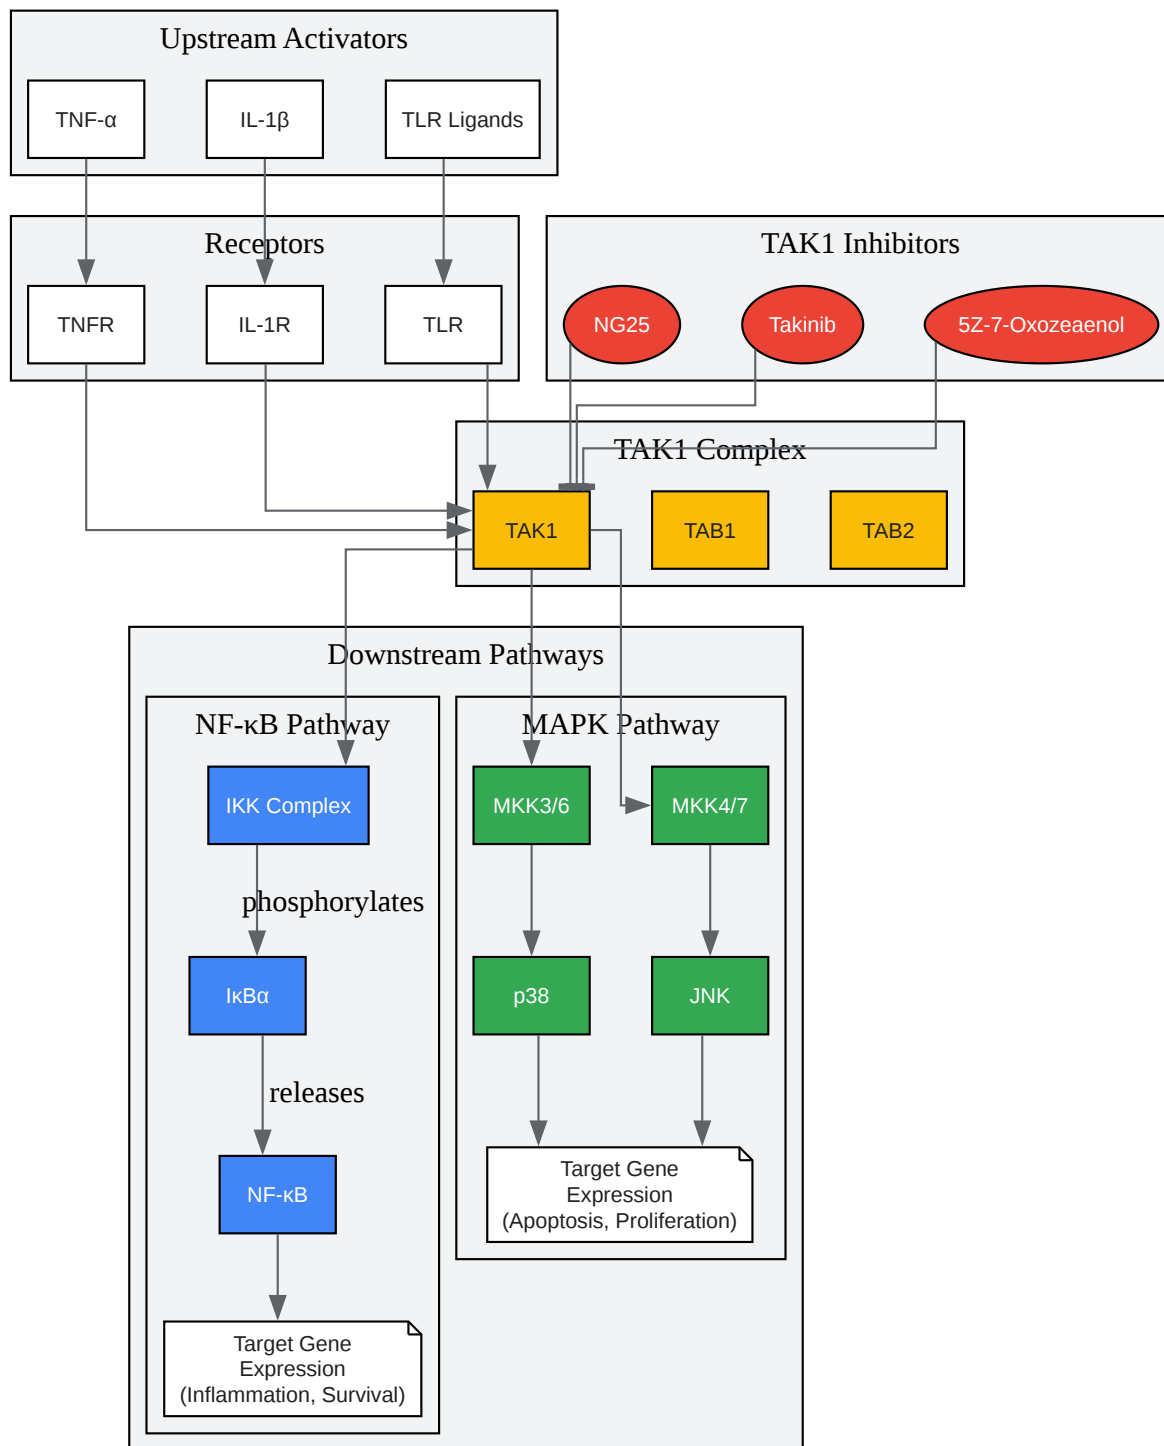 Upstream Activators
TNF-α
IL-1β
TLR Ligands
Receptors
TNFR
IL-1R
TLR
TAK1 Inhibitors
NG25
Takinib
5Z-7-Oxozeaenol
TAK1 Complex
TAK1
TAB1
TAB2
Downstream Pathways
NF-κB Pathway
IKK Complex
phosphorylates
IκBα
releases
NF-κB
Target Gene
Expression
(Inflammation, Survival)
MAPK Pathway
MKK3/6
MKK4/7
p38
JNK
Target Gene
Expression
(Apoptosis, Proliferation)